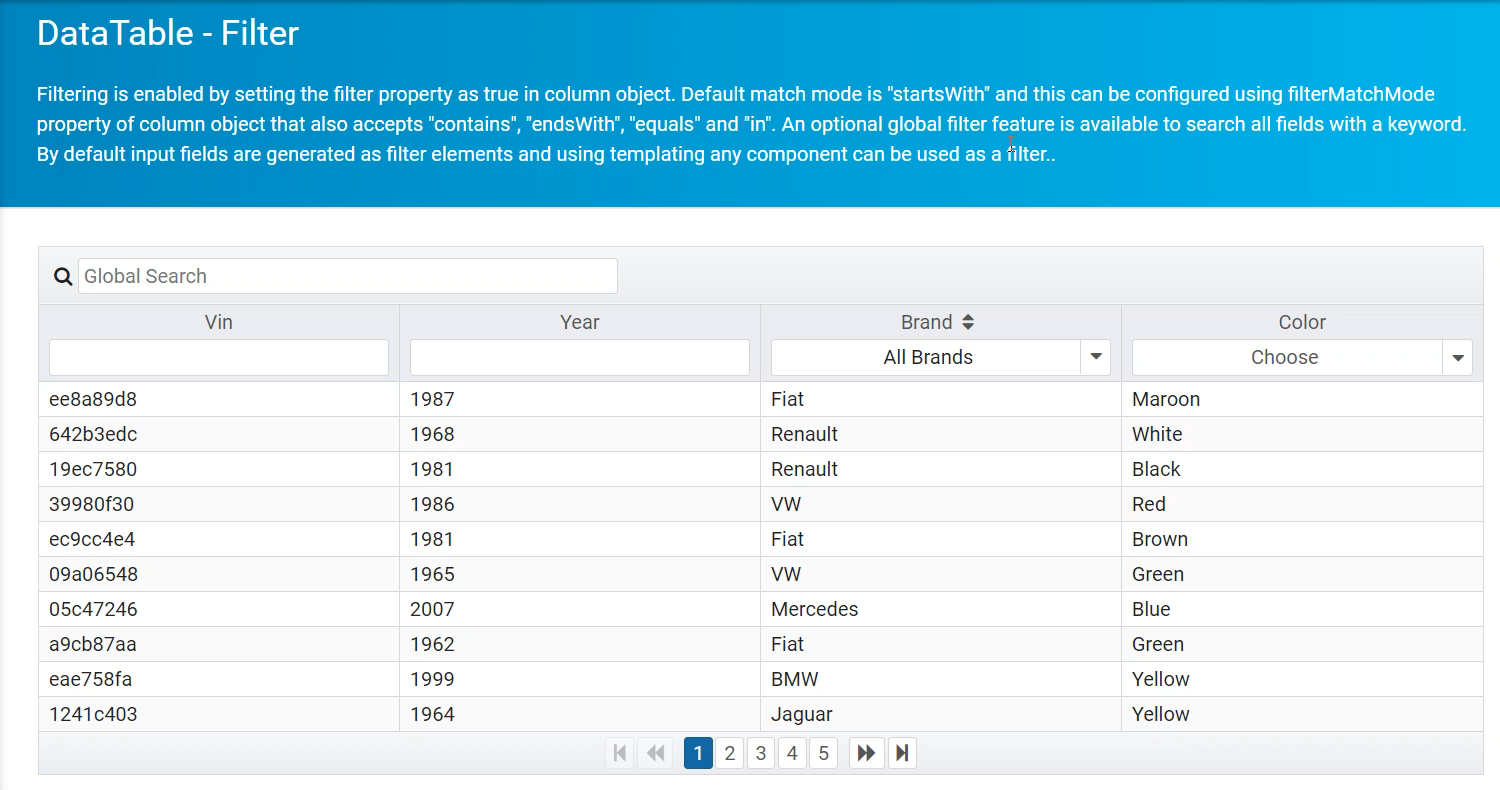 DataTable - Filter
Filtering is enabled by setting the filter property as true in column object. Default match mode is "startsWith" and this can be configured using filterMatchMode
property of column object that also accepts "contains", "endsWith", "equals" and "in". An optional global filter feature is available to search all fields with a keyword.
By default input fields are generated as filter elements and using templating any component can be used as a filter..
Global Search
Vin Year Brand Color
All Brands Choose
ee8a89d8 1987 Fiat Maroon
642b3edc 1968 Renault White
19ec7580 1981 Renault Black
39980f30 1986 VW Red
ec9cc4e4 1981 Fiat Brown
09a06548 1965 VW Green
05c47246 2007 Mercedes Blue
a9cb87aa 1962 Fiat Green
eae758fa 1999 BMW Yellow
1241c403 1964 Jaguar Yellow
1 2 3 4 5